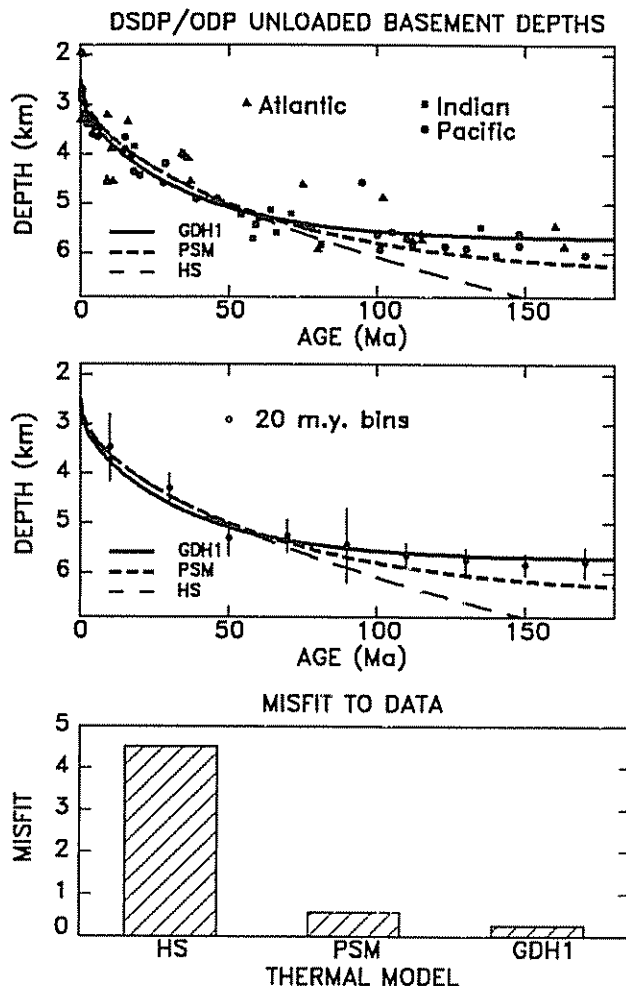 DSDP/ODP UNLOADED BASEMENT DEPTHS
2
3
4
5
6
DEPTH (km)
Atlantic
Indian
Pacific
GDH1
PSM
HS
0
50
100
150
AGE (Ma)
2
3
4
5
6
DEPTH (km)
20 m.y. bins
GDH1
PSM
HS
0
50
100
150
AGE (Ma)
MISFIT TO DATA
5
4
3
2
1
0
MISFIT
HS
PSM
GDH1
THERMAL MODEL